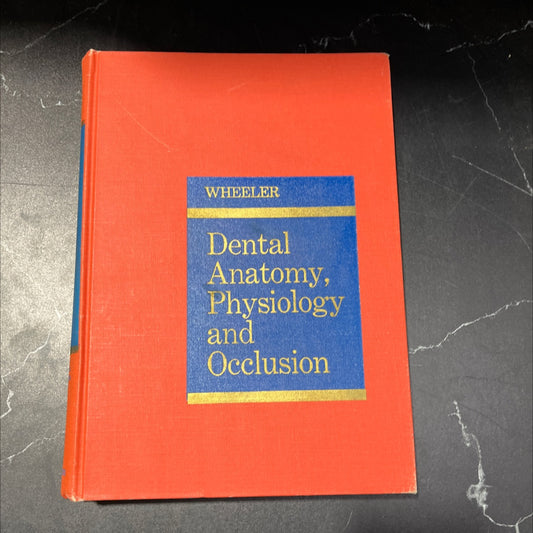 WHEELER
Dental
Anatomy,
Physiology
and
Occlusion